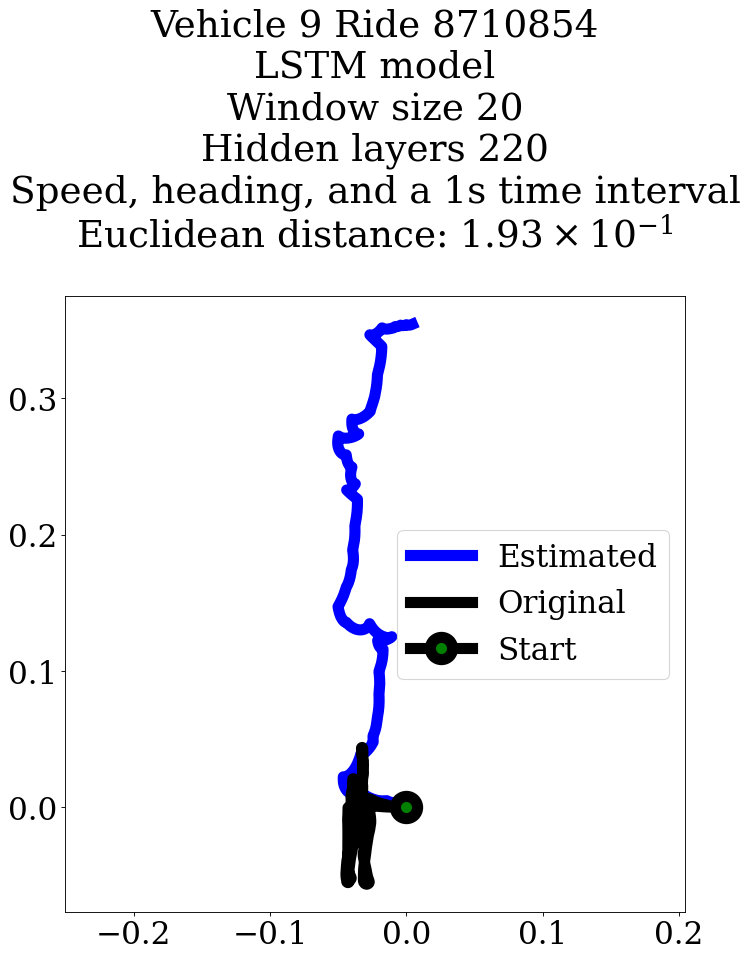 Vehicle 9 Ride 8710854
LSTM model
Window size 20
Hidden layers 220
Speed, heading, and a 1s time interval
Euclidean distance: 1.93 × 10⁻¹
0.3
0.2
0.1
0.0
Estimated
Original
Start
−0.2
−0.1
0.0
0.1
0.2